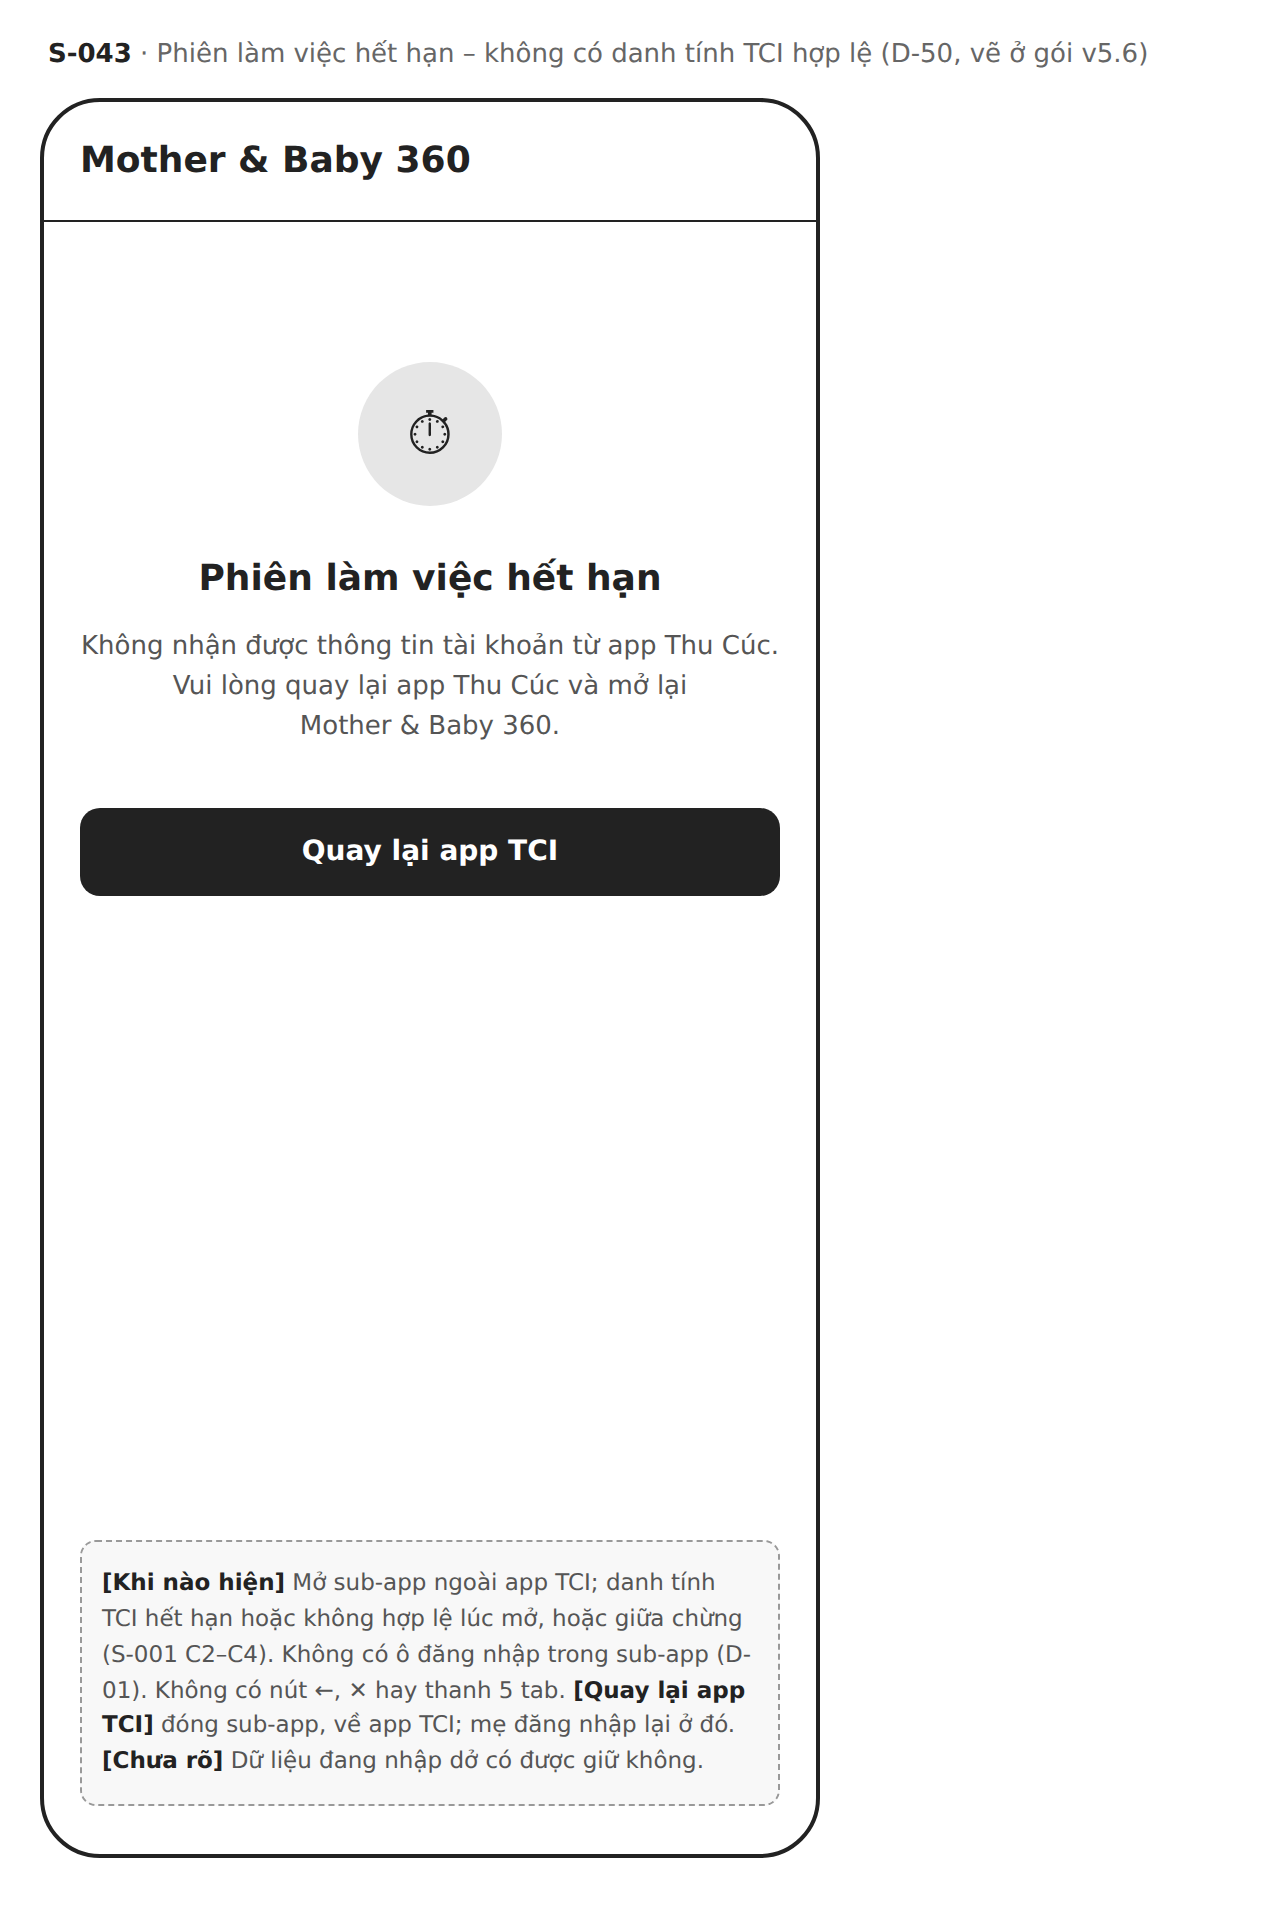 S-043 · Phiên làm việc hết hạn – không có danh tính TCI hợp lệ (D-50, vẽ ở gói v5.6)
Mother & Baby 360
Phiên làm việc hết hạn
Không nhận được thông tin tài khoản từ app Thu Cúc.
Vui lòng quay lại app Thu Cúc và mở lại
Mother & Baby 360.
Quay lại app TCI
[Khi nào hiện] Mở sub-app ngoài app TCI; danh tính
TCI hết hạn hoặc không hợp lệ lúc mở, hoặc giữa chừng
(S-001 C2–C4). Không có ô đăng nhập trong sub-app (D-
01). Không có nút ←, ✕ hay thanh 5 tab. [Quay lại app
TCI] đóng sub-app, về app TCI; mẹ đăng nhập lại ở đó.
[Chưa rõ] Dữ liệu đang nhập dở có được giữ không.